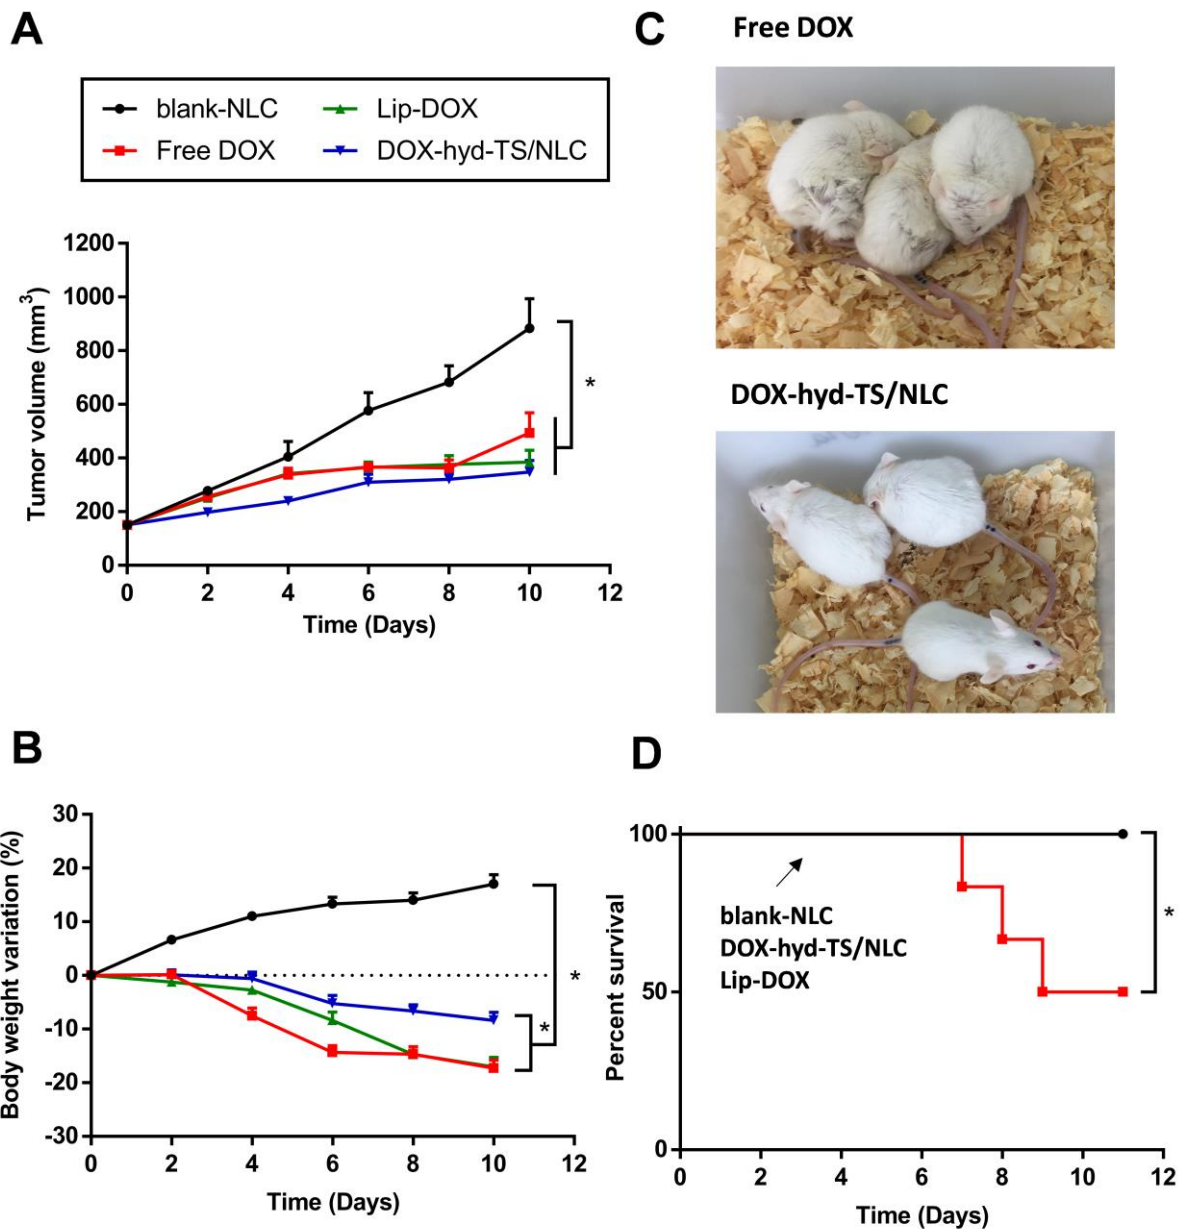 A
blank-NLC
Lip-DOX
Free DOX
DOX-hyd-TS/NLC
1200
1000
800
600
400
200
0
Tumor volume (mm³)
*
0 2 4 6 8 10 12
Time (Days)
B
30
20
10
0
-10
-20
-30
Body weight variation (%)
*
*
0 2 4 6 8 10 12
Time (Days)
C
Free DOX
DOX-hyd-TS/NLC
D
100
50
0
Percent survival
blank-NLC
DOX-hyd-TS/NLC
Lip-DOX
*
0 2 4 6 8 10 12
Time (Days)